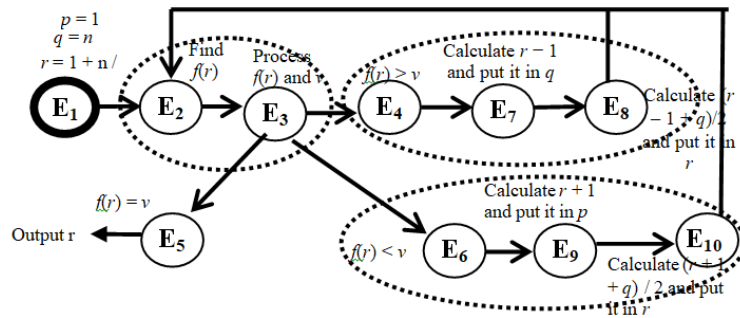 p = 1
q = n
r = 1 + n /
Find
f(r)
Process
f(r) and v
f(r) > v
Calculate r − 1
and put it in q
E1
E2
E3
E4
E7
E8
Calculate (r
− 1 + q)/2
and put it in
r
f(r) = v
Output r
E5
Calculate r + 1
and put it in p
f(r) < v
E6
E9
E10
Calculate (r + 1
+ q) / 2 and put
it in r